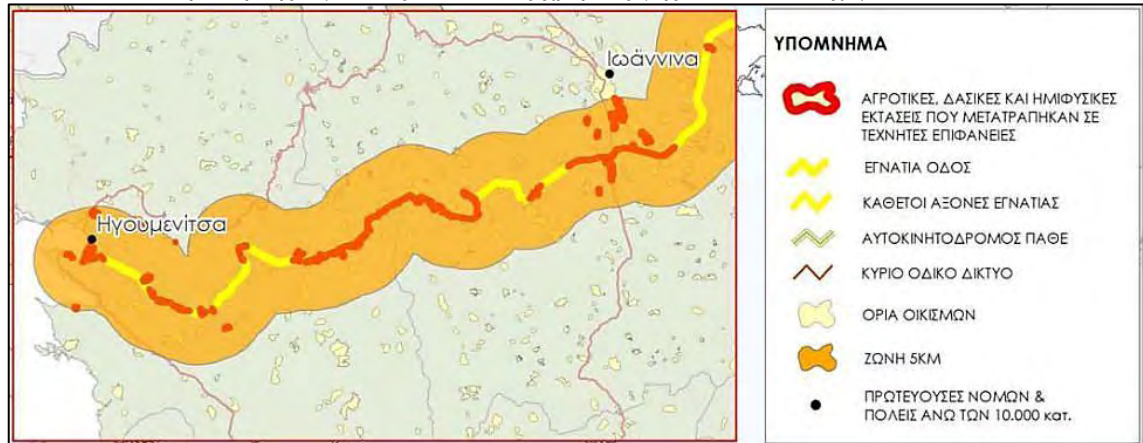 Ιωάννινα
Ηγουμενίτσα
ΥΠΟΜΝΗΜΑ
ΑΓΡΟΤΙΚΕΣ, ΔΑΣΙΚΕΣ ΚΑΙ ΗΜΙΦΥΣΙΚΕΣ
ΕΚΤΑΣΕΙΣ ΠΟΥ ΜΕΤΑΤΡΑΠΗΚΑΝ ΣΕ
ΤΕΧΝΗΤΕΣ ΕΠΙΦΑΝΕΙΕΣ
ΕΓΝΑΤΙΑ ΟΔΟΣ
ΚΑΘΕΤΟΙ ΑΞΟΝΕΣ ΕΓΝΑΤΙΑΣ
ΑΥΤΟΚΙΝΗΤΟΔΡΟΜΟΣ ΠΑΘΕ
ΚΥΡΙΟ ΟΔΙΚΟ ΔΙΚΤΥΟ
ΟΡΙΑ ΟΙΚΙΣΜΩΝ
ΖΩΝΗ 5ΚΜ
ΠΡΩΤΕΥΟΥΣΕΣ ΝΟΜΩΝ &
ΠΟΛΕΙΣ ΑΝΩ ΤΩΝ 10.000 κατ.